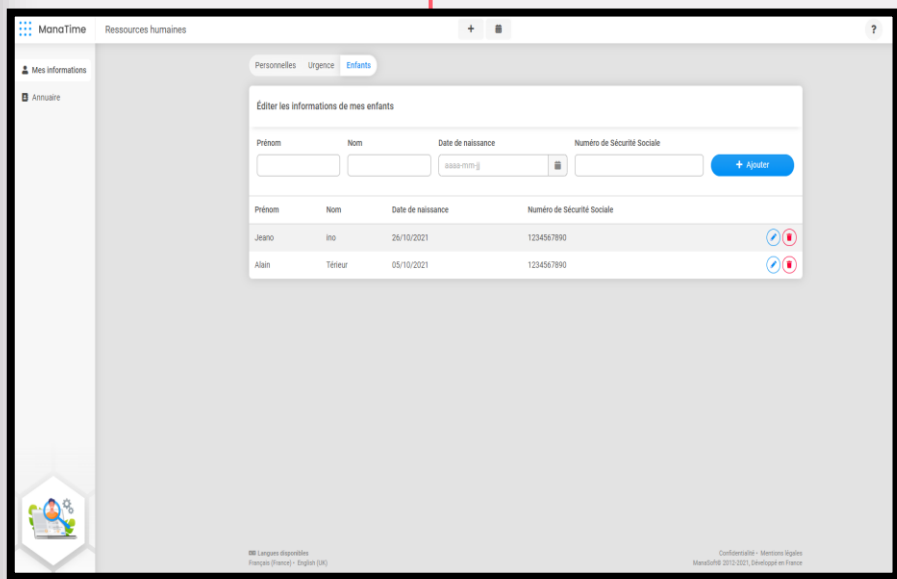 ManaTime Ressources humaines + ?
Mes informations
Annuaire
Personnelles Urgence Enfants
Éditer les informations de mes enfants
Prénom Nom Date de naissance Numéro de Sécurité Sociale
aaaa-mm-jj + Ajouter
Prénom Nom Date de naissance Numéro de Sécurité Sociale
Jeano ino 26/10/2021 1234567890
Alain Térieur 05/10/2021 1234567890
Langues disponibles
Français (France) - English (UK)
Confidentialité - Mentions légales
ManaSoft© 2012-2021, Développé en France